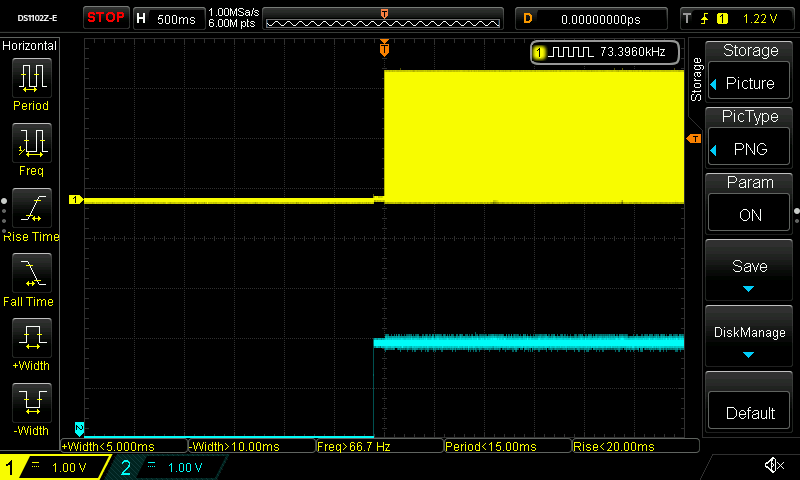 DS1102Z-E STOP H 500ms 1.00MSa/s 6.00M pts T D 0.00000000ps T 1 1.22 V
Horizontal
Period
Freq
Rise Time
Fall Time
+Width
-Width
T
1 73.3960kHz
1
T
2
+Width<5.000ms -Width>10.00ms Freq>66.7 Hz Period<15.00ms Rise<20.00ms
1 1.00 V 2 1.00 V
Storage
Storage
Picture
PicType
PNG
Param
ON
Save
DiskManage
Default